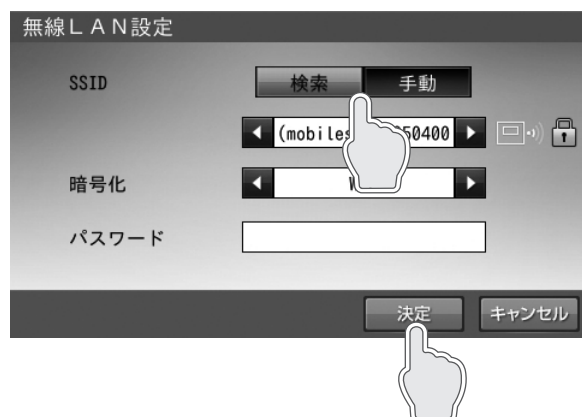 無線ＬＡＮ設定
SSID 検索 手動
(mobiles 50400
暗号化
パスワード
決定 キャンセル